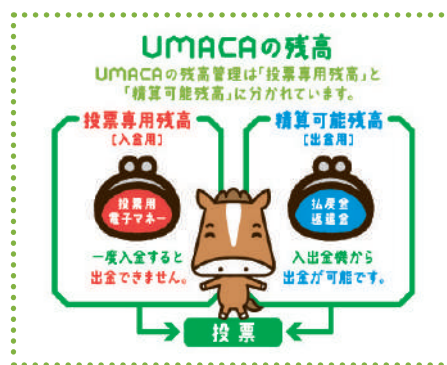 UMACAの残高
UMACAの残高管理は「投票専用残高」と
「精算可能残高」に分かれています。
投票専用残高
[入金用]
投票用
電子マネー
一度入金すると
出金できません。
精算可能残高
[出金用]
払戻金
返還金
入出金機から
出金が可能です。
投票